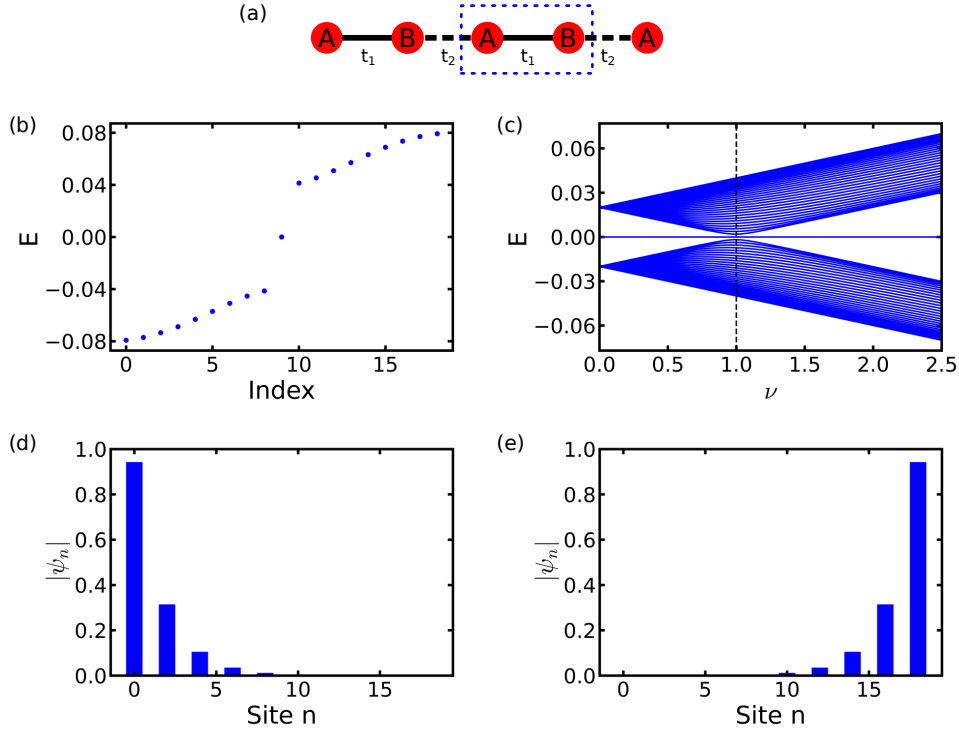 (a)
A B A B A
t1 t2 t1 t2
(b)
E
0.08
0.04
0.00
−0.04
−0.08
0 5 10 15
Index
(c)
E
0.06
0.03
0.00
−0.03
−0.06
0.0 0.5 1.0 1.5 2.0 2.5
ν
(d)
|ψn|
1.0
0.8
0.6
0.4
0.2
0.0
0 5 10 15
Site n
(e)
|ψn|
1.0
0.8
0.6
0.4
0.2
0.0
0 5 10 15
Site n